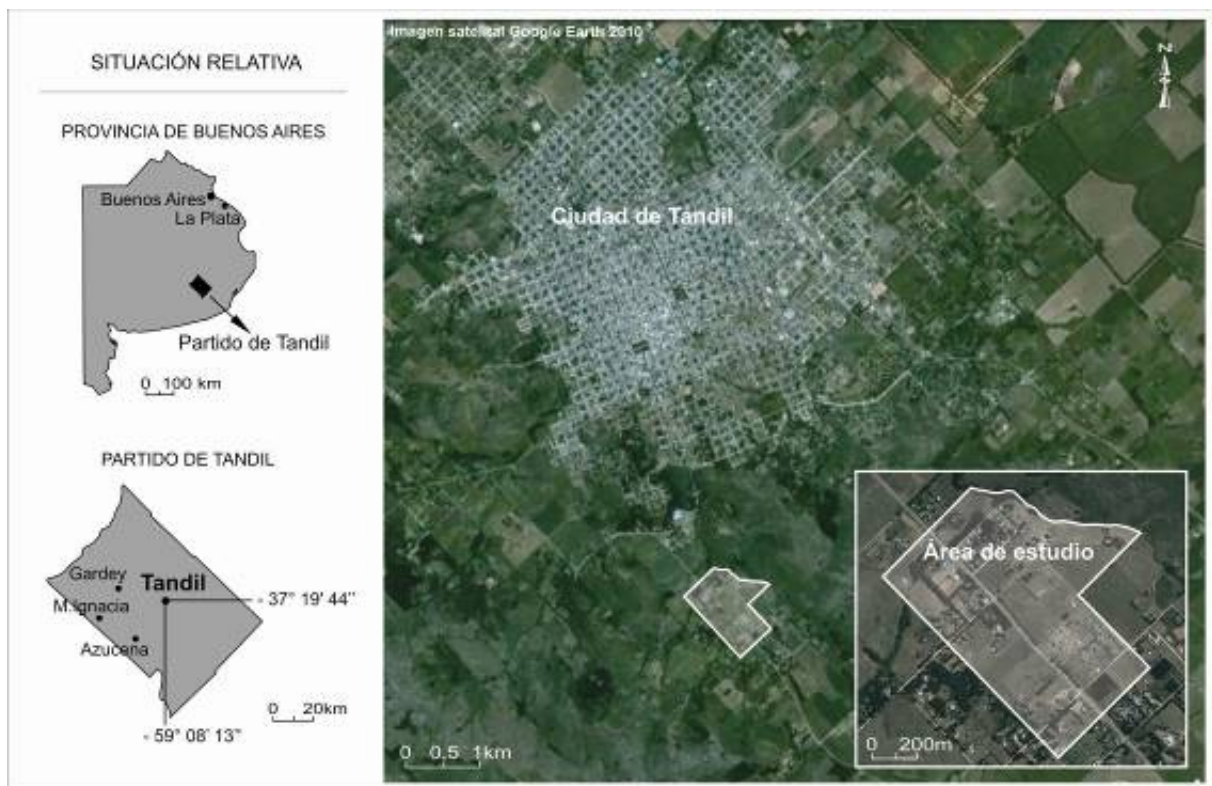 SITUACIÓN RELATIVA
PROVINCIA DE BUENOS AIRES
Buenos Aires
La Plata
Partido de Tandil
0 100 km
PARTIDO DE TANDIL
Gardey
Tandil
M.Ignacia
- 37° 19' 44''
Azucena
0 20km
- 59° 08' 13''
Imagen satelital Google Earth 2010
N
Ciudad de Tandil
Área de estudio
0 0,5 1km
0 200m